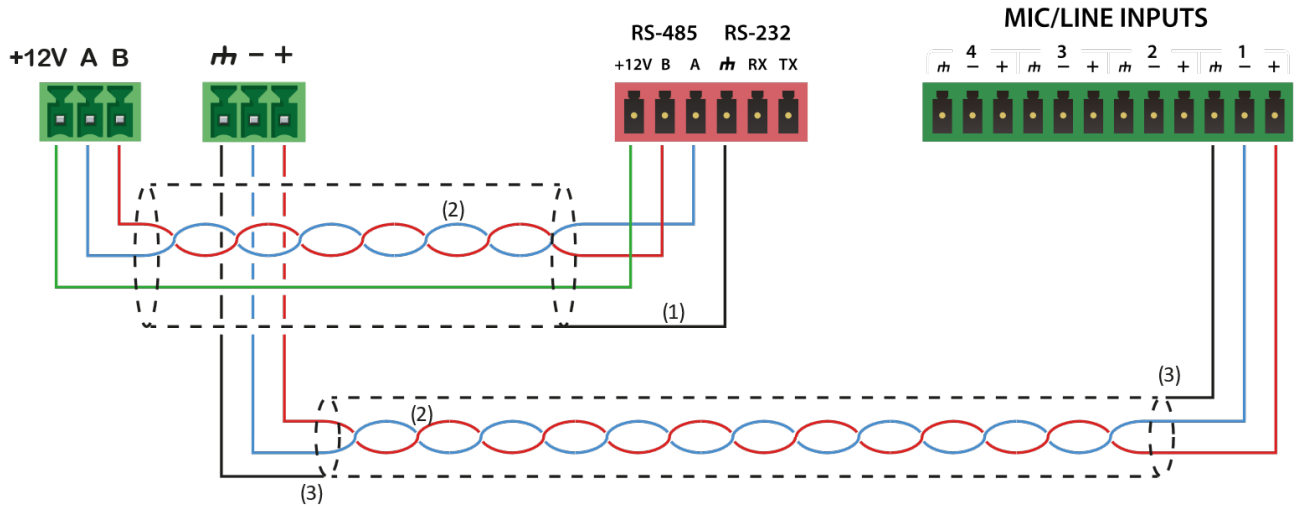 MIC/LINE INPUTS
RS-485 RS-232
+12V A B
− +
+12V B A RX TX
4 3 2 1
− + − + − + − +
(2)
(1)
(3)
(2)
(3)